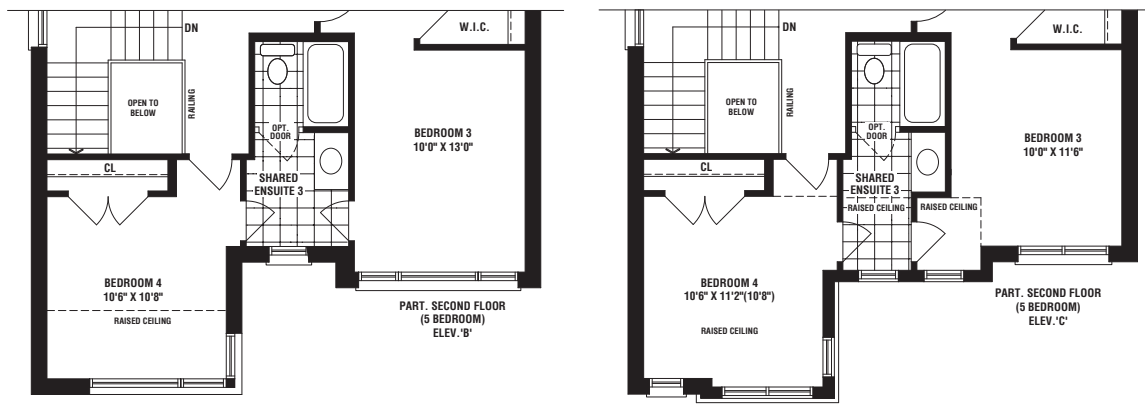 DN
W.I.C.
OPEN TO
BELOW
RAILING
OPT.
DOOR
BEDROOM 3
10'0" X 13'0"
CL
SHARED
ENSUITE 3
BEDROOM 4
10'6" X 10'8"
RAISED CEILING
PART. SECOND FLOOR
(5 BEDROOM)
ELEV.'B'
DN
W.I.C.
OPEN TO
BELOW
RAILING
OPT.
DOOR
BEDROOM 3
10'0" X 11'6"
CL
SHARED
ENSUITE 3
RAISED CEILING
RAISED CEILING
BEDROOM 4
10'6" X 11'2"(10'8")
RAISED CEILING
PART. SECOND FLOOR
(5 BEDROOM)
ELEV.'C'